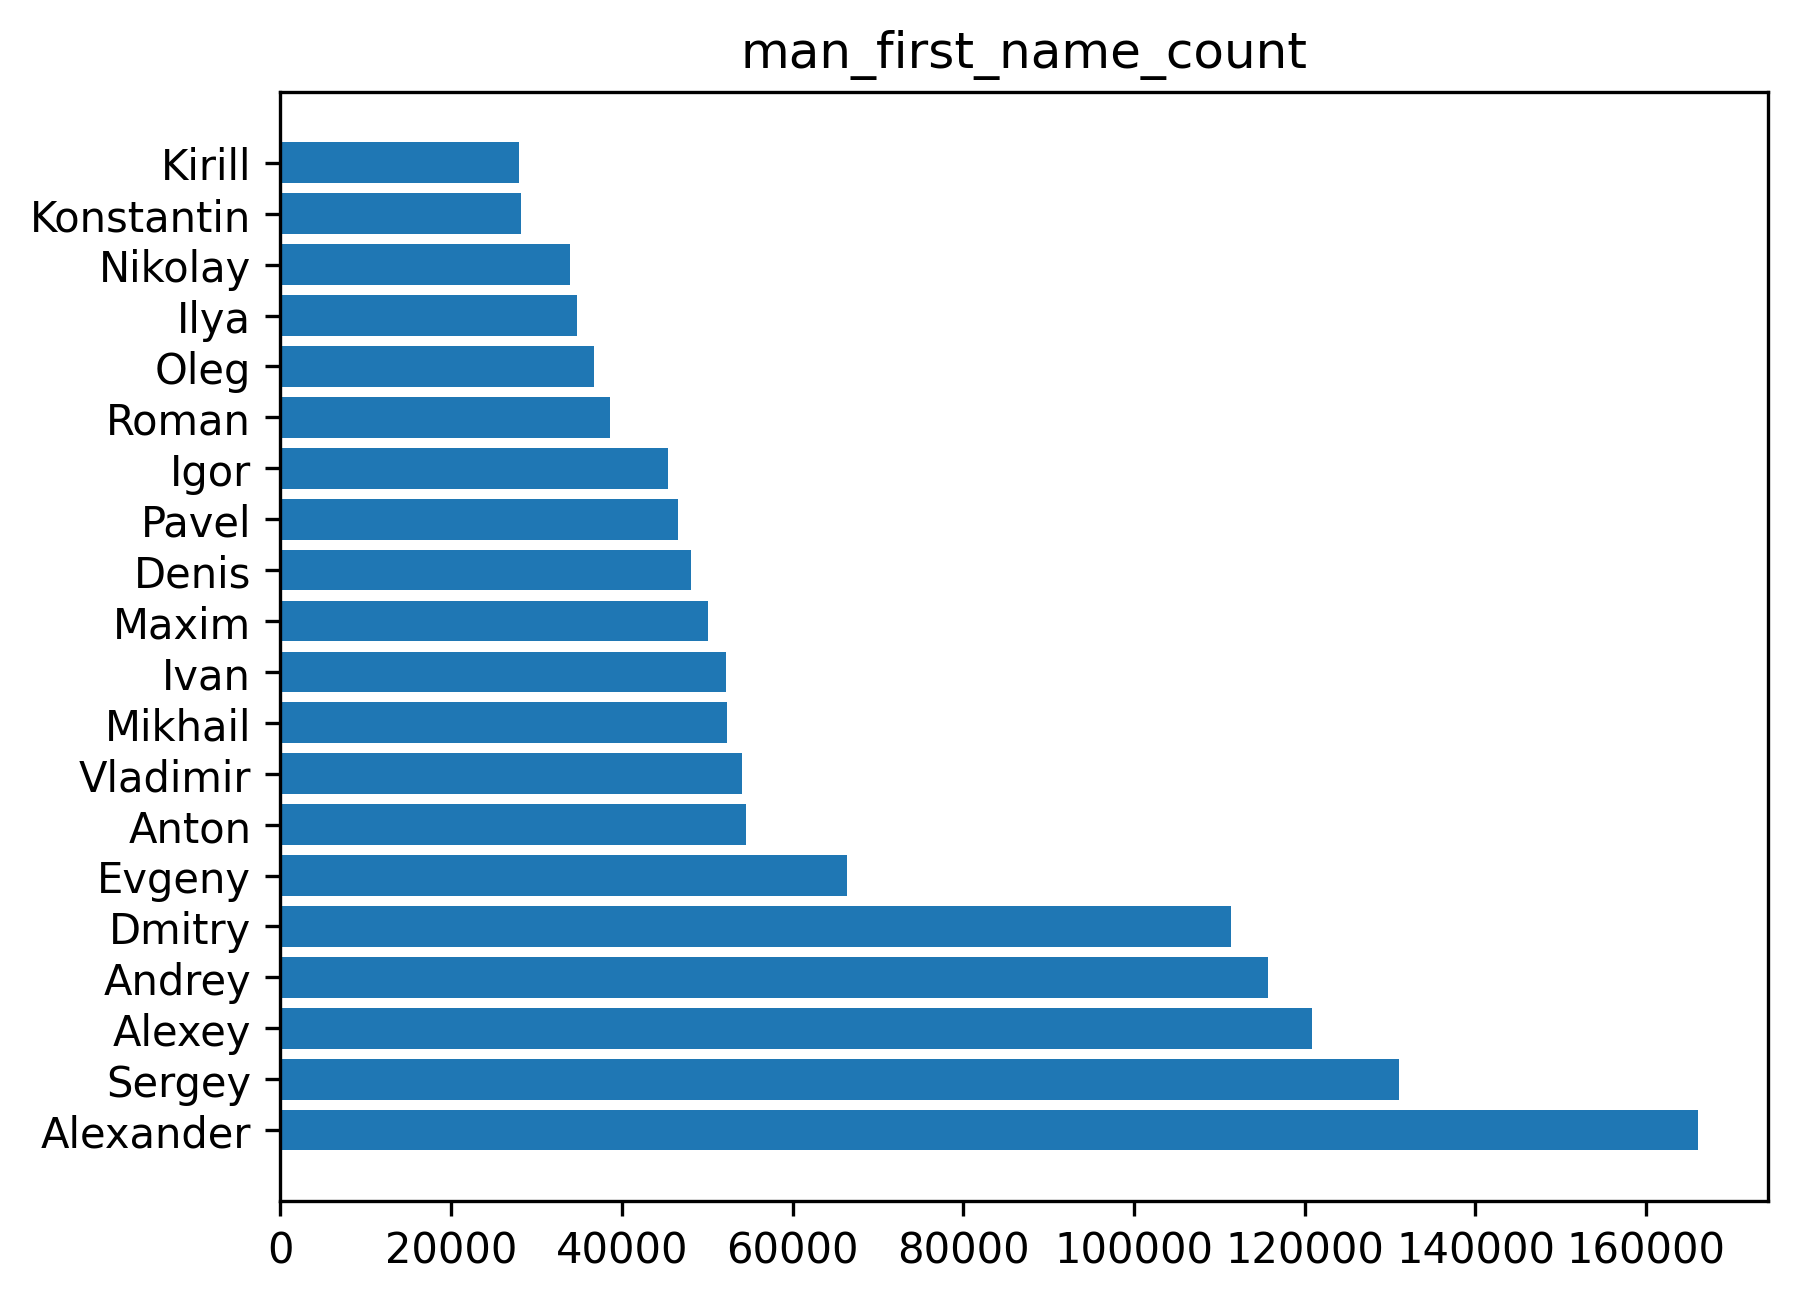 man_first_name_count
Kirill
Konstantin
Nikolay
Ilya
Oleg
Roman
Igor
Pavel
Denis
Maxim
Ivan
Mikhail
Vladimir
Anton
Evgeny
Dmitry
Andrey
Alexey
Sergey
Alexander
0 20000 40000 60000 80000 100000 120000 140000 160000